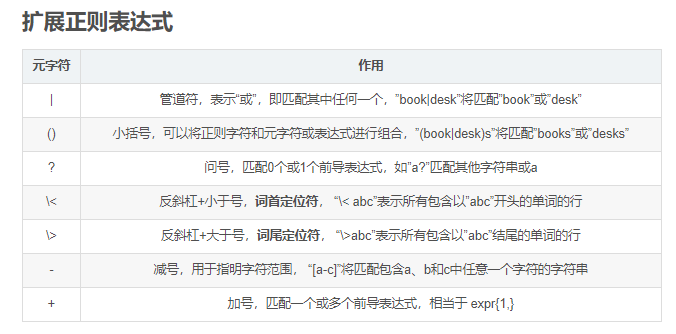 扩展正则表达式
元字符 作用
| 管道符，表示“或”，即匹配其中任何一个，”book|desk”将匹配”book”或”desk”
() 小括号，可以将正则字符和元字符或表达式进行组合，”(book|desk)s”将匹配”books”或”desks”
? 问号，匹配0个或1个前导表达式，如”a?”匹配其他字符串或a
\< 反斜杠+小于号，词首定位符， “\< abc”表示所有包含以”abc”开头的单词的行
\> 反斜杠+大于号，词尾定位符， “\>abc”表示所有包含以”abc”结尾的单词的行
- 减号，用于指明字符范围， “[a-c]”将匹配包含a、b和c中任意一个字符的字符串
+ 加号，匹配一个或多个前导表达式，相当于 expr{1,}